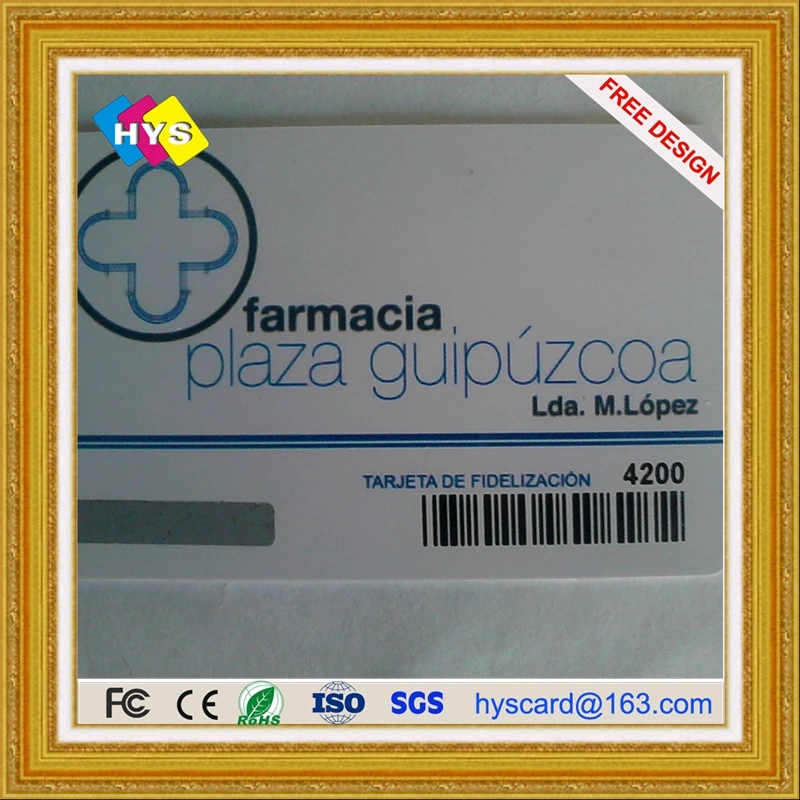 HYS
FREE DESIGN
farmacia
plaza guipúzcoa
Lda. M.López
TARJETA DE FIDELIZACIÓN 4200
FC CE RoHS ISO SGS hyscard@163.com